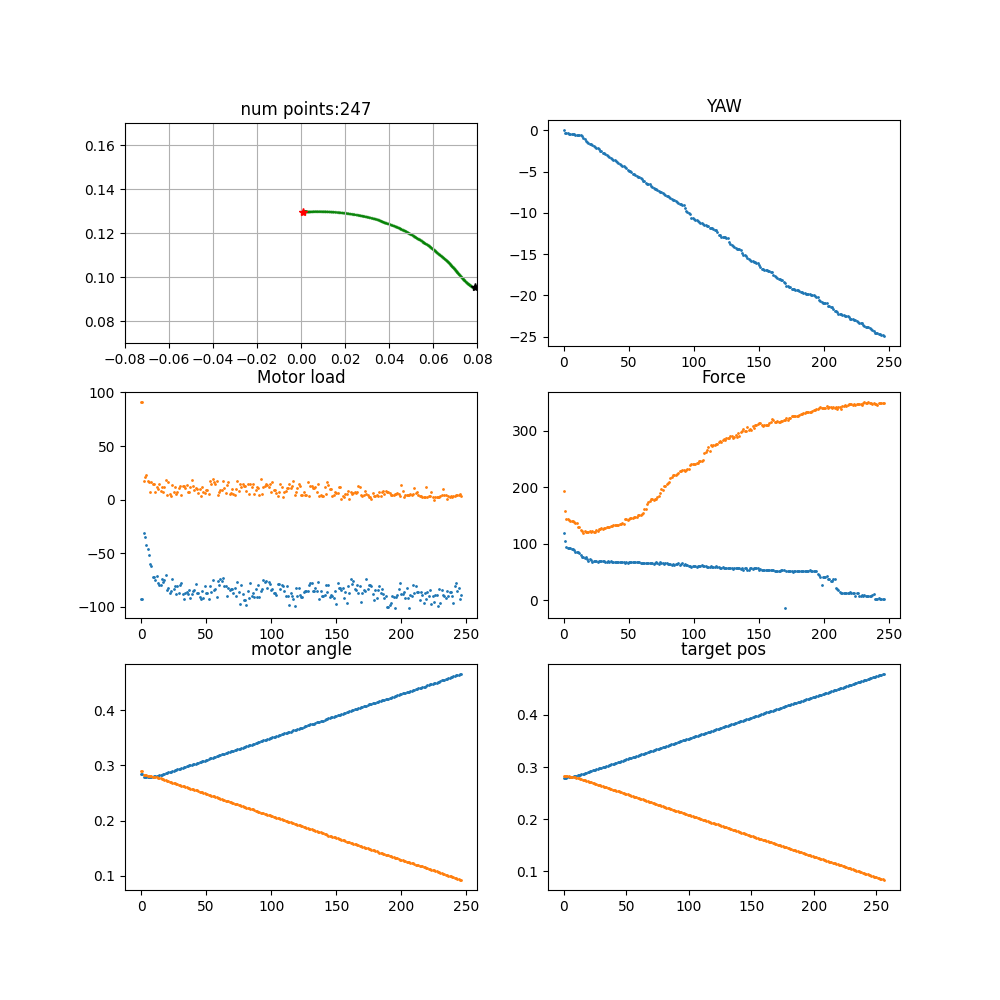 num points:247
0.16
0.14
0.12
0.10
0.08
−0.08 −0.06 −0.04 −0.02 0.00 0.02 0.04 0.06 0.08
YAW
0
−5
−10
−15
−20
−25
0 50 100 150 200 250
Motor load
100
50
0
−50
−100
0 50 100 150 200 250
Force
300
200
100
0
0 50 100 150 200 250
motor angle
0.4
0.3
0.2
0.1
0 50 100 150 200 250
target pos
0.4
0.3
0.2
0.1
0 50 100 150 200 250